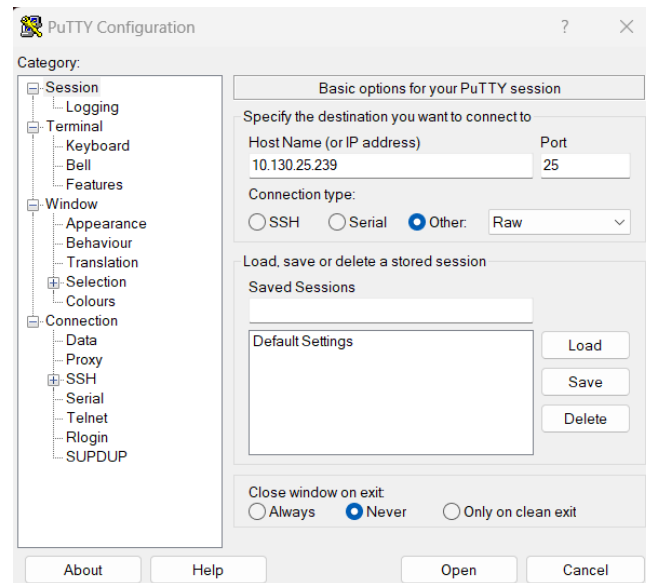 PuTTY Configuration
?
Category:
Session
Logging
Terminal
Keyboard
Bell
Features
Window
Appearance
Behaviour
Translation
Selection
Colours
Connection
Data
Proxy
SSH
Serial
Telnet
Rlogin
SUPDUP
Basic options for your PuTTY session
Specify the destination you want to connect to
Host Name (or IP address) Port
10.130.25.239 25
Connection type:
SSH Serial Other: Raw
Load, save or delete a stored session
Saved Sessions
Default Settings
Load
Save
Delete
Close window on exit:
Always Never Only on clean exit
About Help Open Cancel